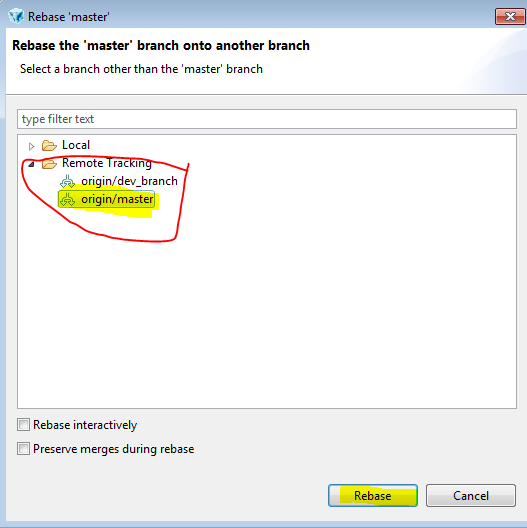 Rebase 'master'
Rebase the 'master' branch onto another branch
Select a branch other than the 'master' branch
type filter text
Local
Remote Tracking
origin/dev_branch
origin/master
Rebase interactively
Preserve merges during rebase
Rebase Cancel